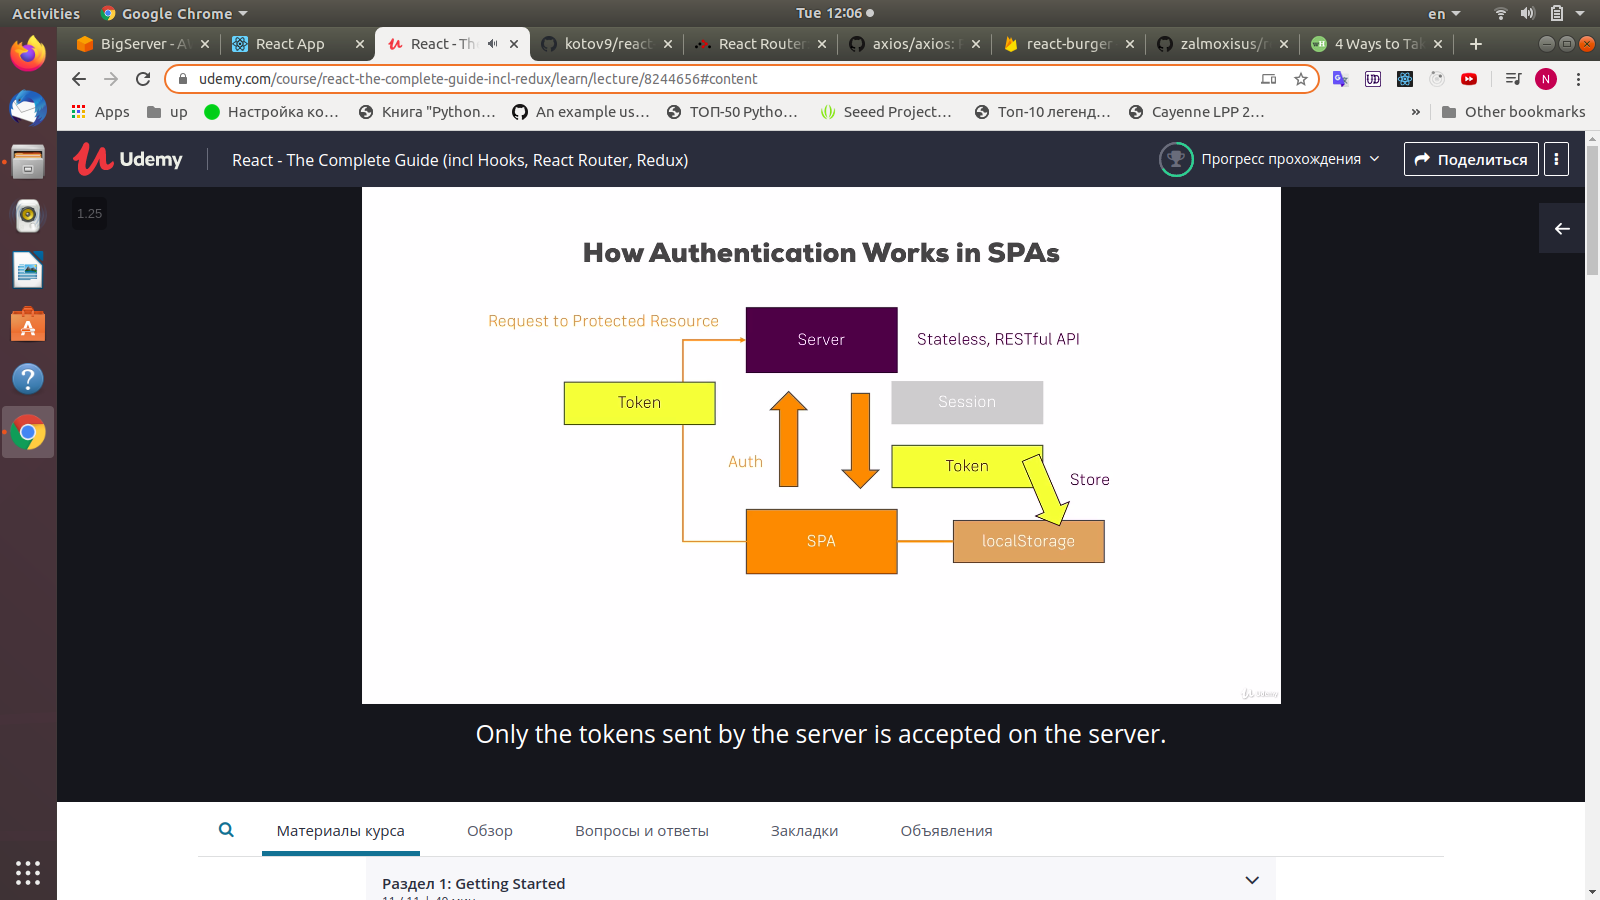 Activities
Google Chrome
Tue 12:06
en
BigServer - AV
React App
React - The
kotov9/react
React Router
axios/axios: P
react-burger
zalmoxisus/re
4 Ways to Tak
udemy.com/course/react-the-complete-guide-incl-redux/learn/lecture/8244656#content
UD
N
Apps
up
Настройка ко...
Книга "Python...
An example us...
ТОП-50 Pytho...
Seeed Project...
Топ-10 легенд...
Cayenne LPP 2...
»
Other bookmarks
Udemy
React - The Complete Guide (incl Hooks, React Router, Redux)
Прогресс прохождения
Поделиться
1.25
How Authentication Works in SPAs
Request to Protected Resource
Server
Stateless, RESTful API
Token
Session
Auth
Token
Store
SPA
localStorage
Udemy
Only the tokens sent by the server is accepted on the server.
Материалы курса
Обзор
Вопросы и ответы
Закладки
Объявления
Раздел 1: Getting Started